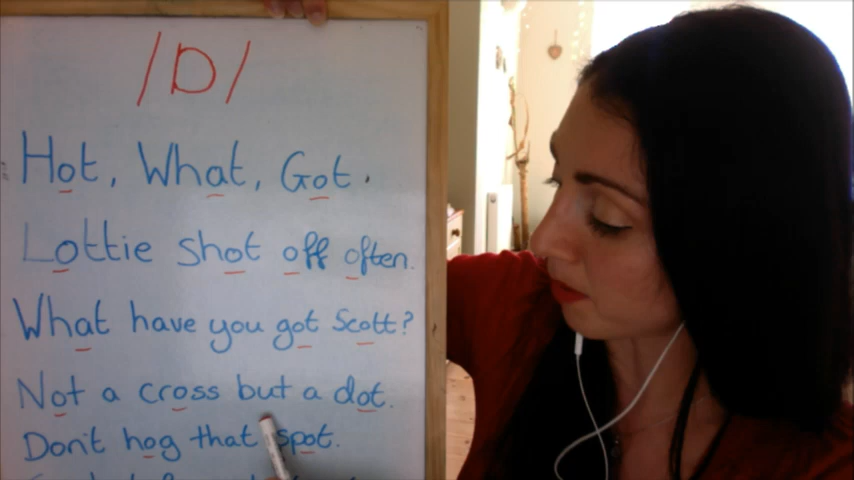 /ɒ/
Hot, What, Got.
Lottie shot off often.
What have you got Scott?
Not a cross but a dot.
Don't hog that spot.